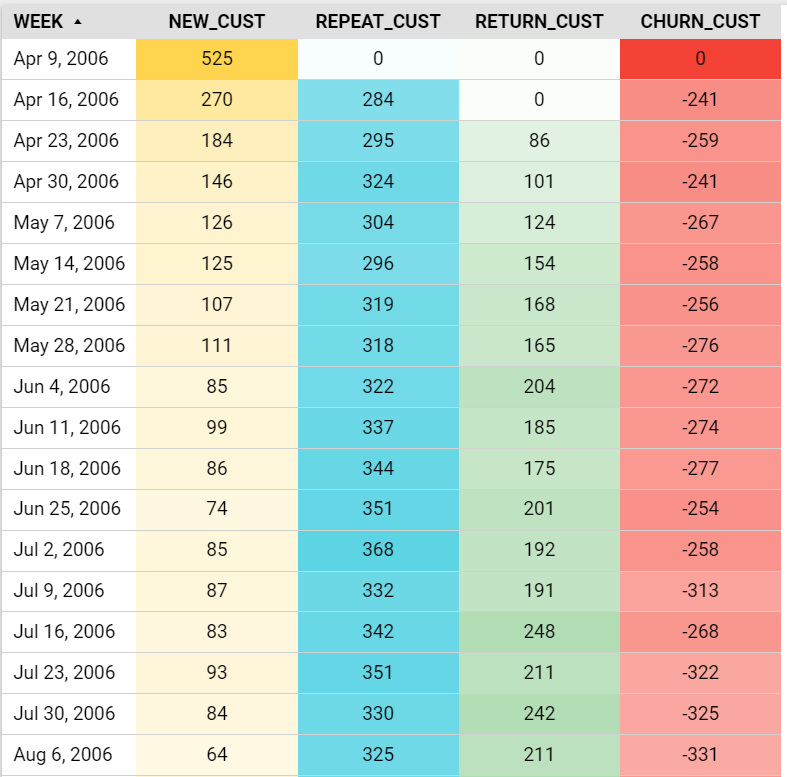 WEEK ▲ NEW_CUST REPEAT_CUST RETURN_CUST CHURN_CUST
Apr 9, 2006 525 0 0 0
Apr 16, 2006 270 284 0 -241
Apr 23, 2006 184 295 86 -259
Apr 30, 2006 146 324 101 -241
May 7, 2006 126 304 124 -267
May 14, 2006 125 296 154 -258
May 21, 2006 107 319 168 -256
May 28, 2006 111 318 165 -276
Jun 4, 2006 85 322 204 -272
Jun 11, 2006 99 337 185 -274
Jun 18, 2006 86 344 175 -277
Jun 25, 2006 74 351 201 -254
Jul 2, 2006 85 368 192 -258
Jul 9, 2006 87 332 191 -313
Jul 16, 2006 83 342 248 -268
Jul 23, 2006 93 351 211 -322
Jul 30, 2006 84 330 242 -325
Aug 6, 2006 64 325 211 -331